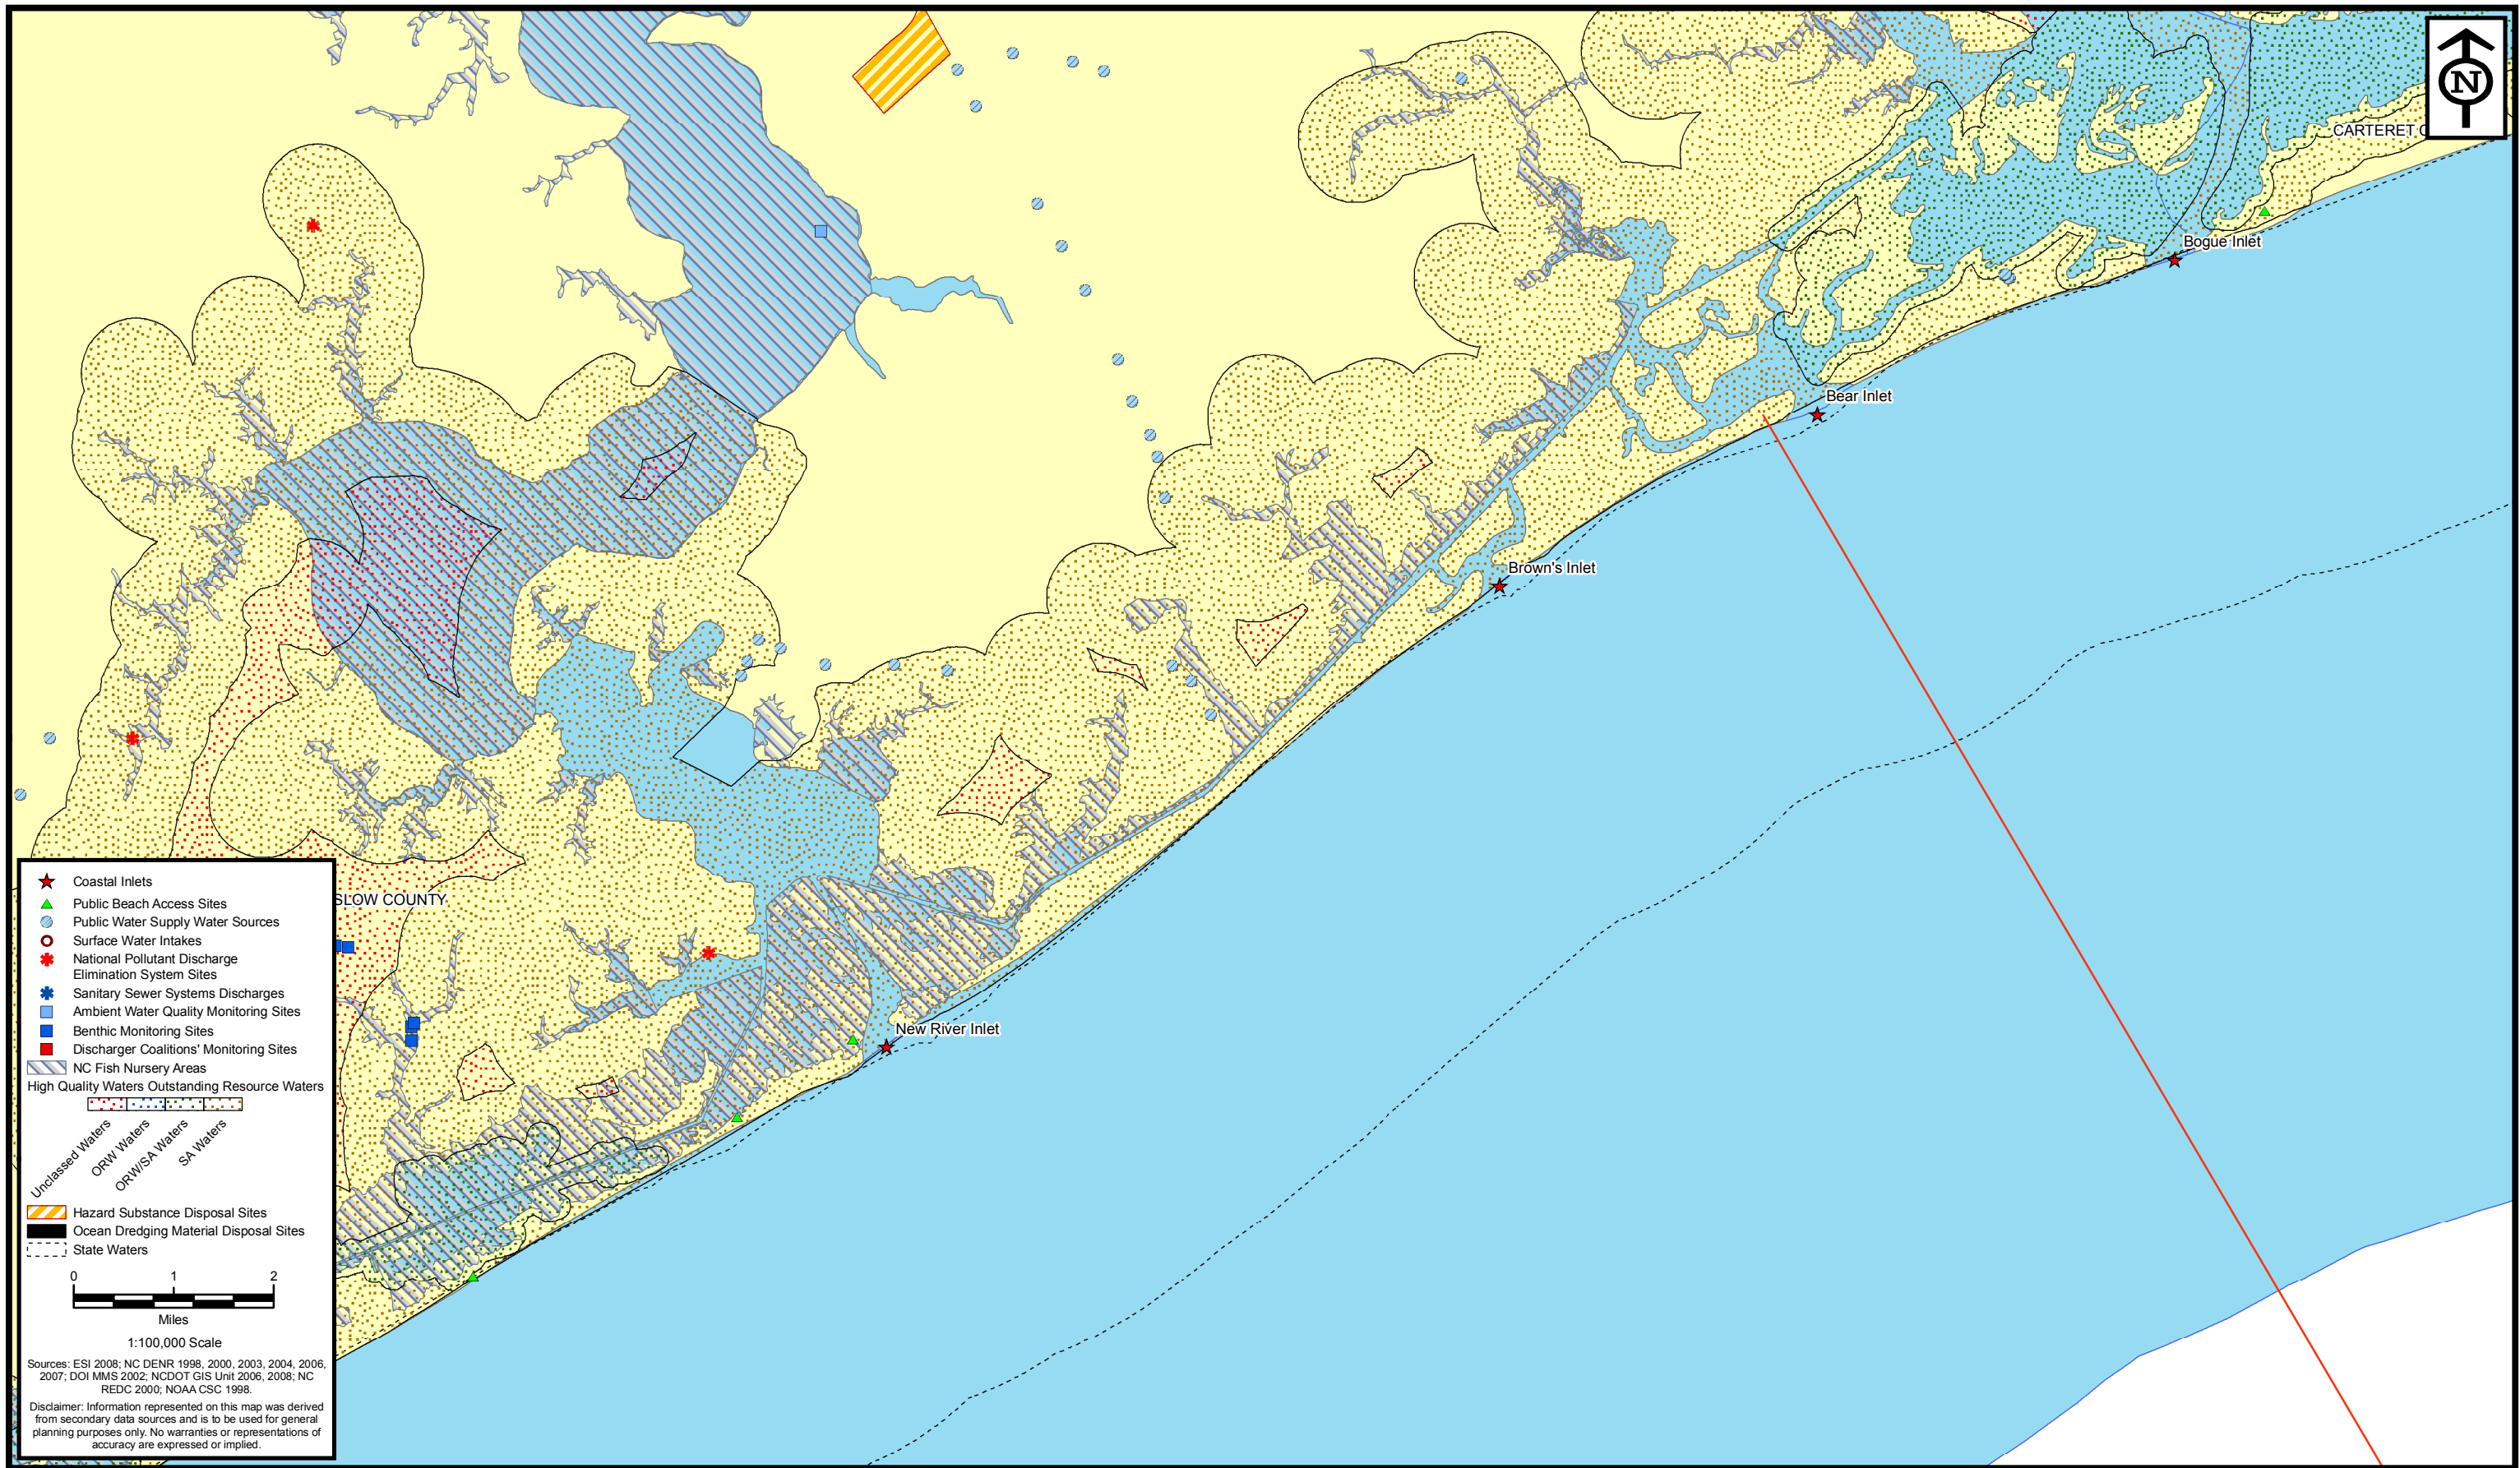 N
CARTERET C
Bogue Inlet
Bear Inlet
Brown's Inlet
New River Inlet
SLOW COUNTY
Coastal Inlets
Public Beach Access Sites
Public Water Supply Water Sources
Surface Water Intakes
National Pollutant Discharge
Elimination System Sites
Sanitary Sewer Systems Discharges
Ambient Water Quality Monitoring Sites
Benthic Monitoring Sites
Discharger Coalitions' Monitoring Sites
NC Fish Nursery Areas
High Quality Waters Outstanding Resource Waters
Unclassed Waters
ORW Waters
ORW/SA Waters
SA Waters
Hazard Substance Disposal Sites
Ocean Dredging Material Disposal Sites
State Waters
0 1 2
Miles
1:100,000 Scale
Sources: ESI 2008; NC DENR 1998, 2000, 2003, 2004, 2006,
2007; DOI MMS 2002; NCDOT GIS Unit 2006, 2008; NC
REDC 2000; NOAA CSC 1998.
Disclaimer: Information represented on this map was derived
from secondary data sources and is to be used for general
planning purposes only. No warranties or representations of
accuracy are expressed or implied.